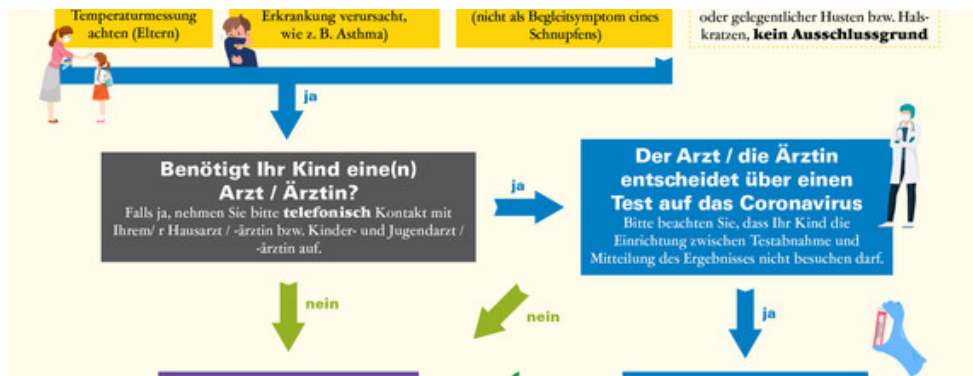 Temperaturmessung
achten (Eltern)
Erkrankung verursacht,
wie z. B. Asthma)
(nicht als Begleitsymptom eines
Schnupfens)
oder gelegentlicher Husten bzw. Hals-
kratzen, kein Ausschlussgrund
ja
Benötigt Ihr Kind eine(n)
Arzt / Ärztin?
Falls ja, nehmen Sie bitte telefonisch Kontakt mit
Ihrem/ r Hausarzt / -ärztin bzw. Kinder- und Jugendarzt /
-ärztin auf.
ja
Der Arzt / die Ärztin
entscheidet über einen
Test auf das Coronavirus
Bitte beachten Sie, dass Ihr Kind die
Einrichtung zwischen Testabnahme und
Mitteilung des Ergebnisses nicht besuchen darf.
nein
nein
ja